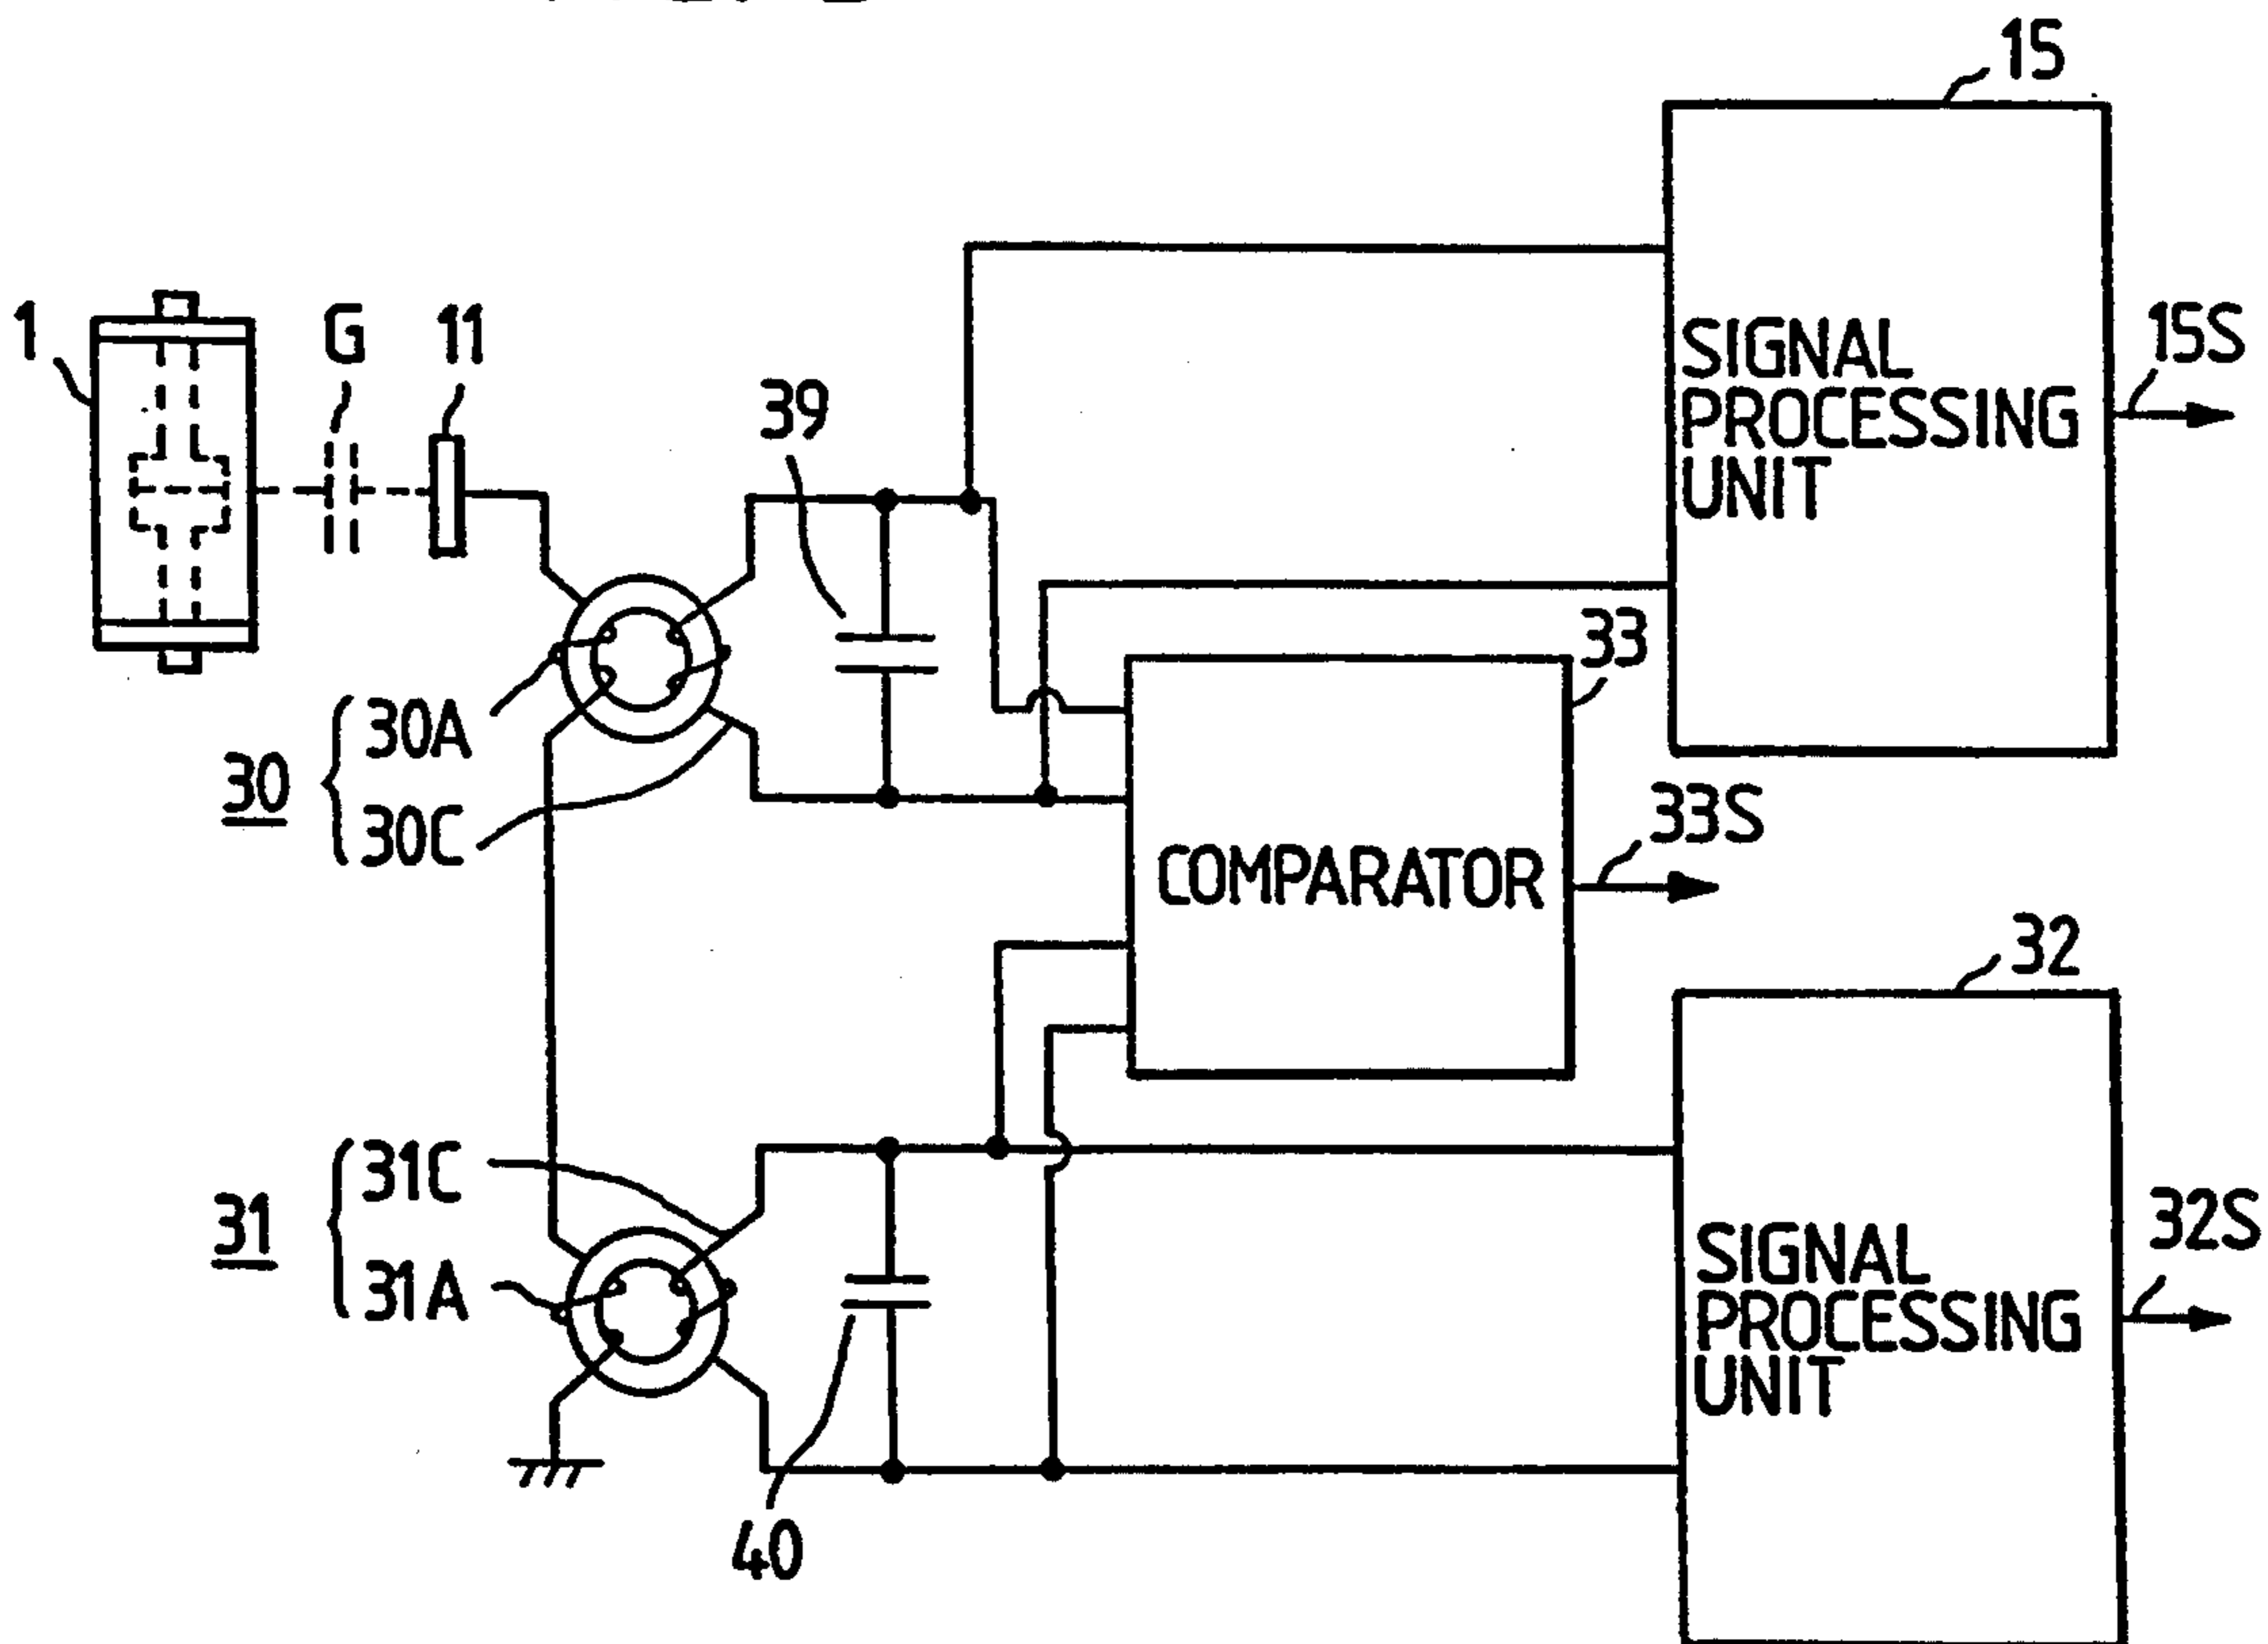 15
1
G
11
SIGNAL
PROCESSING
UNIT
15S
39
33
30
30A
30C
33S
COMPARATOR
32
31
31C
31A
SIGNAL
PROCESSING
UNIT
32S
40